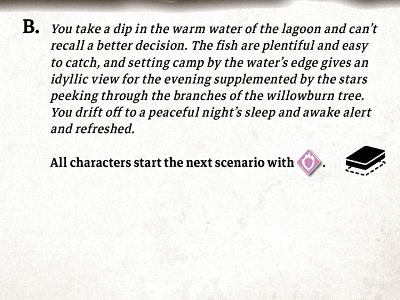 B. You take a dip in the warm water of the lagoon and can't
recall a better decision. The fish are plentiful and easy
to catch, and setting camp by the water's edge gives an
idyllic view for the evening supplemented by the stars
peeking through the branches of the willowburn tree.
You drift off to a peaceful night's sleep and awake alert
and refreshed.
All characters start the next scenario with .